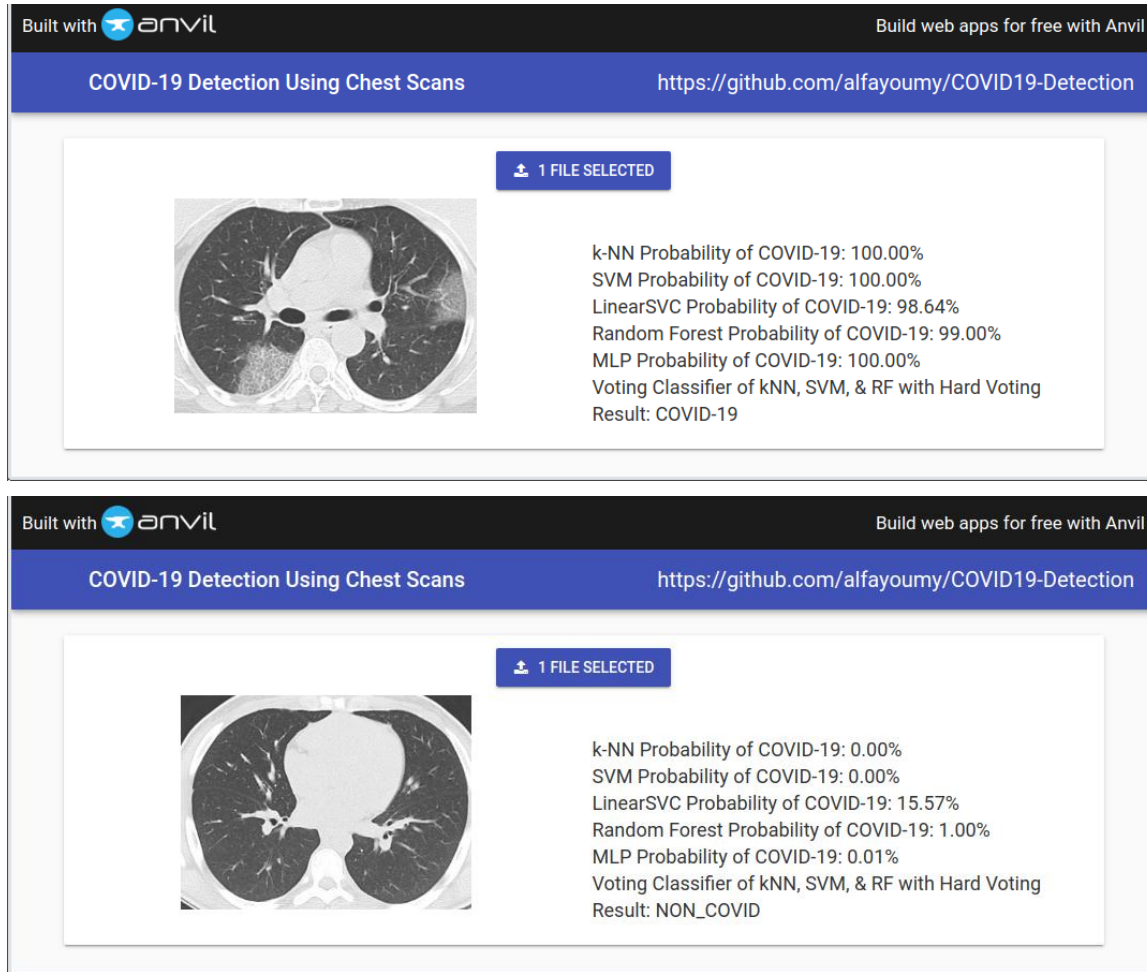 Built with anvil
Build web apps for free with Anvil
COVID-19 Detection Using Chest Scans
https://github.com/alfayoumy/COVID19-Detection
1 FILE SELECTED
k-NN Probability of COVID-19: 100.00%
SVM Probability of COVID-19: 100.00%
LinearSVC Probability of COVID-19: 98.64%
Random Forest Probability of COVID-19: 99.00%
MLP Probability of COVID-19: 100.00%
Voting Classifier of kNN, SVM, & RF with Hard Voting
Result: COVID-19
Built with anvil
Build web apps for free with Anvil
COVID-19 Detection Using Chest Scans
https://github.com/alfayoumy/COVID19-Detection
1 FILE SELECTED
k-NN Probability of COVID-19: 0.00%
SVM Probability of COVID-19: 0.00%
LinearSVC Probability of COVID-19: 15.57%
Random Forest Probability of COVID-19: 1.00%
MLP Probability of COVID-19: 0.01%
Voting Classifier of kNN, SVM, & RF with Hard Voting
Result: NON_COVID